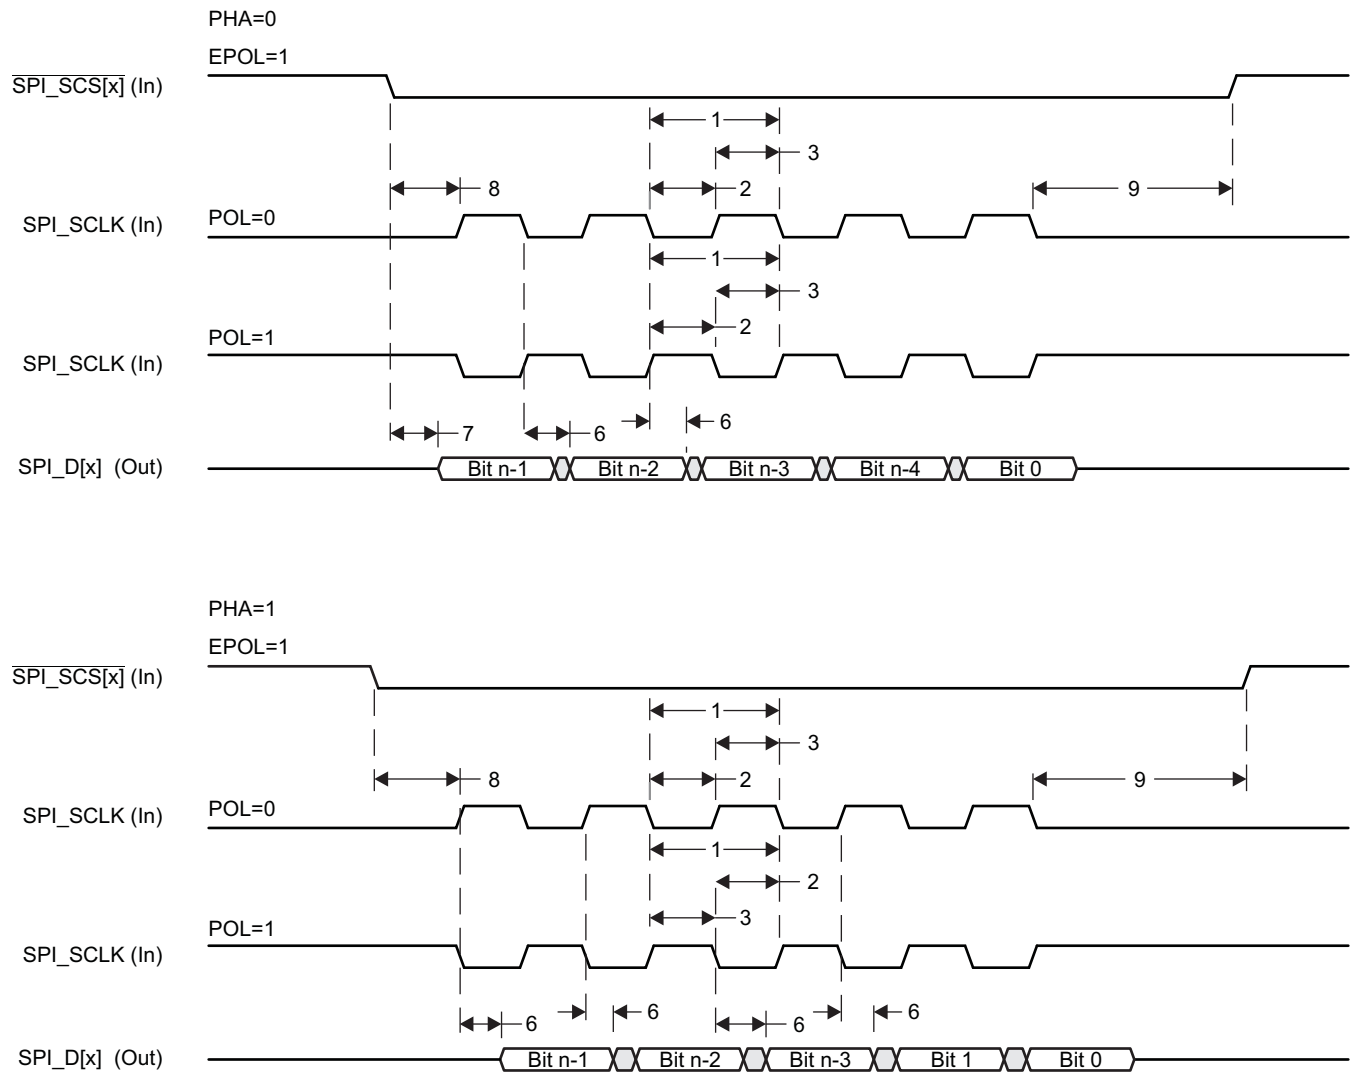 PHA=0
EPOL=1
SPI_SCS[x] (In)
1
3
8
2
9
SPI_SCLK (In)
POL=0
1
3
2
POL=1
SPI_SCLK (In)
7
6
6
SPI_D[x] (Out)
Bit n-1
Bit n-2
Bit n-3
Bit n-4
Bit 0
PHA=1
EPOL=1
SPI_SCS[x] (In)
1
3
8
2
9
SPI_SCLK (In)
POL=0
1
2
3
POL=1
SPI_SCLK (In)
6
6
6
6
SPI_D[x] (Out)
Bit n-1
Bit n-2
Bit n-3
Bit 1
Bit 0